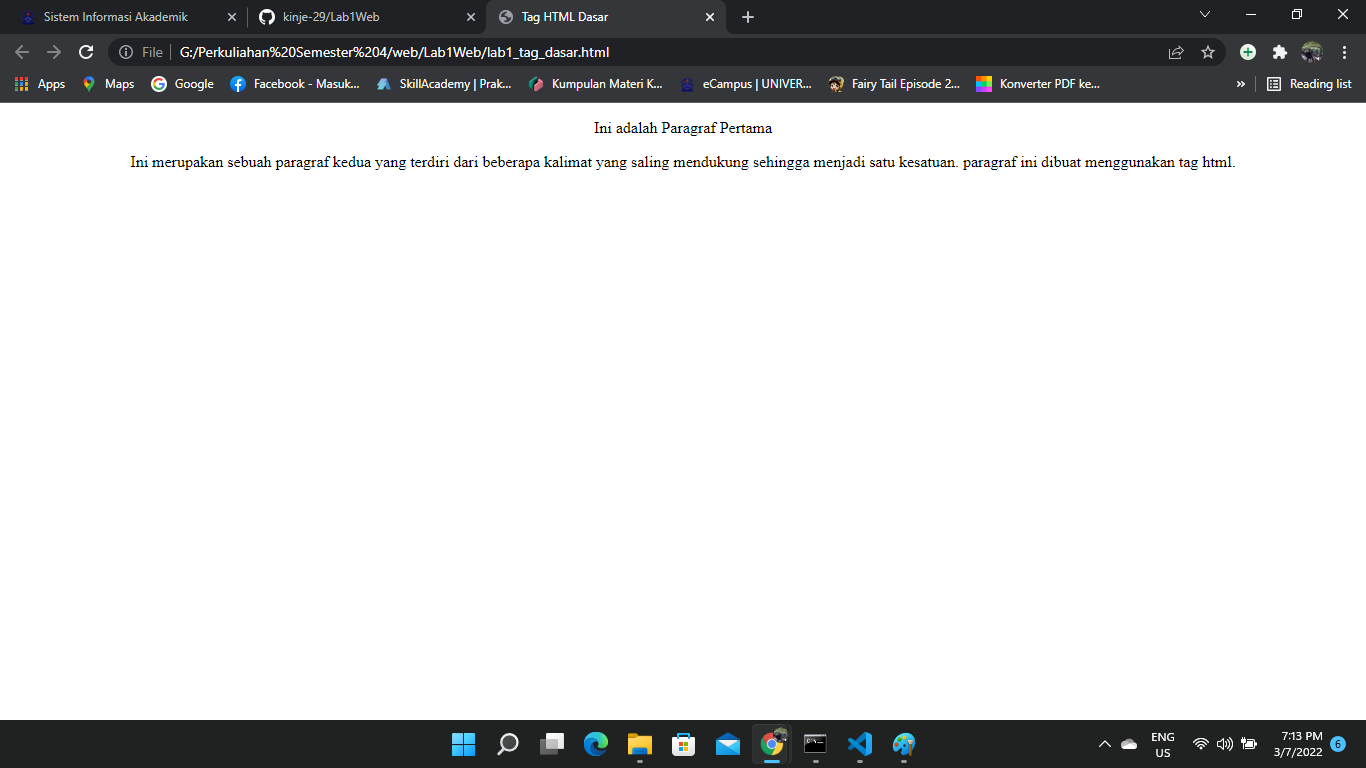 Sistem Informasi Akademik
kinje-29/Lab1Web
Tag HTML Dasar
File
G:/Perkuliahan%20Semester%204/web/Lab1Web/lab1_tag_dasar.html
Apps
Maps
Google
Facebook - Masuk...
SkillAcademy | Prak...
Kumpulan Materi K...
eCampus | UNIVER...
Fairy Tail Episode 2...
Konverter PDF ke...
»
Reading list
Ini adalah Paragraf Pertama
Ini merupakan sebuah paragraf kedua yang terdiri dari beberapa kalimat yang saling mendukung sehingga menjadi satu kesatuan. paragraf ini dibuat menggunakan tag html.
ENG
US
7:13 PM
3/7/2022
6